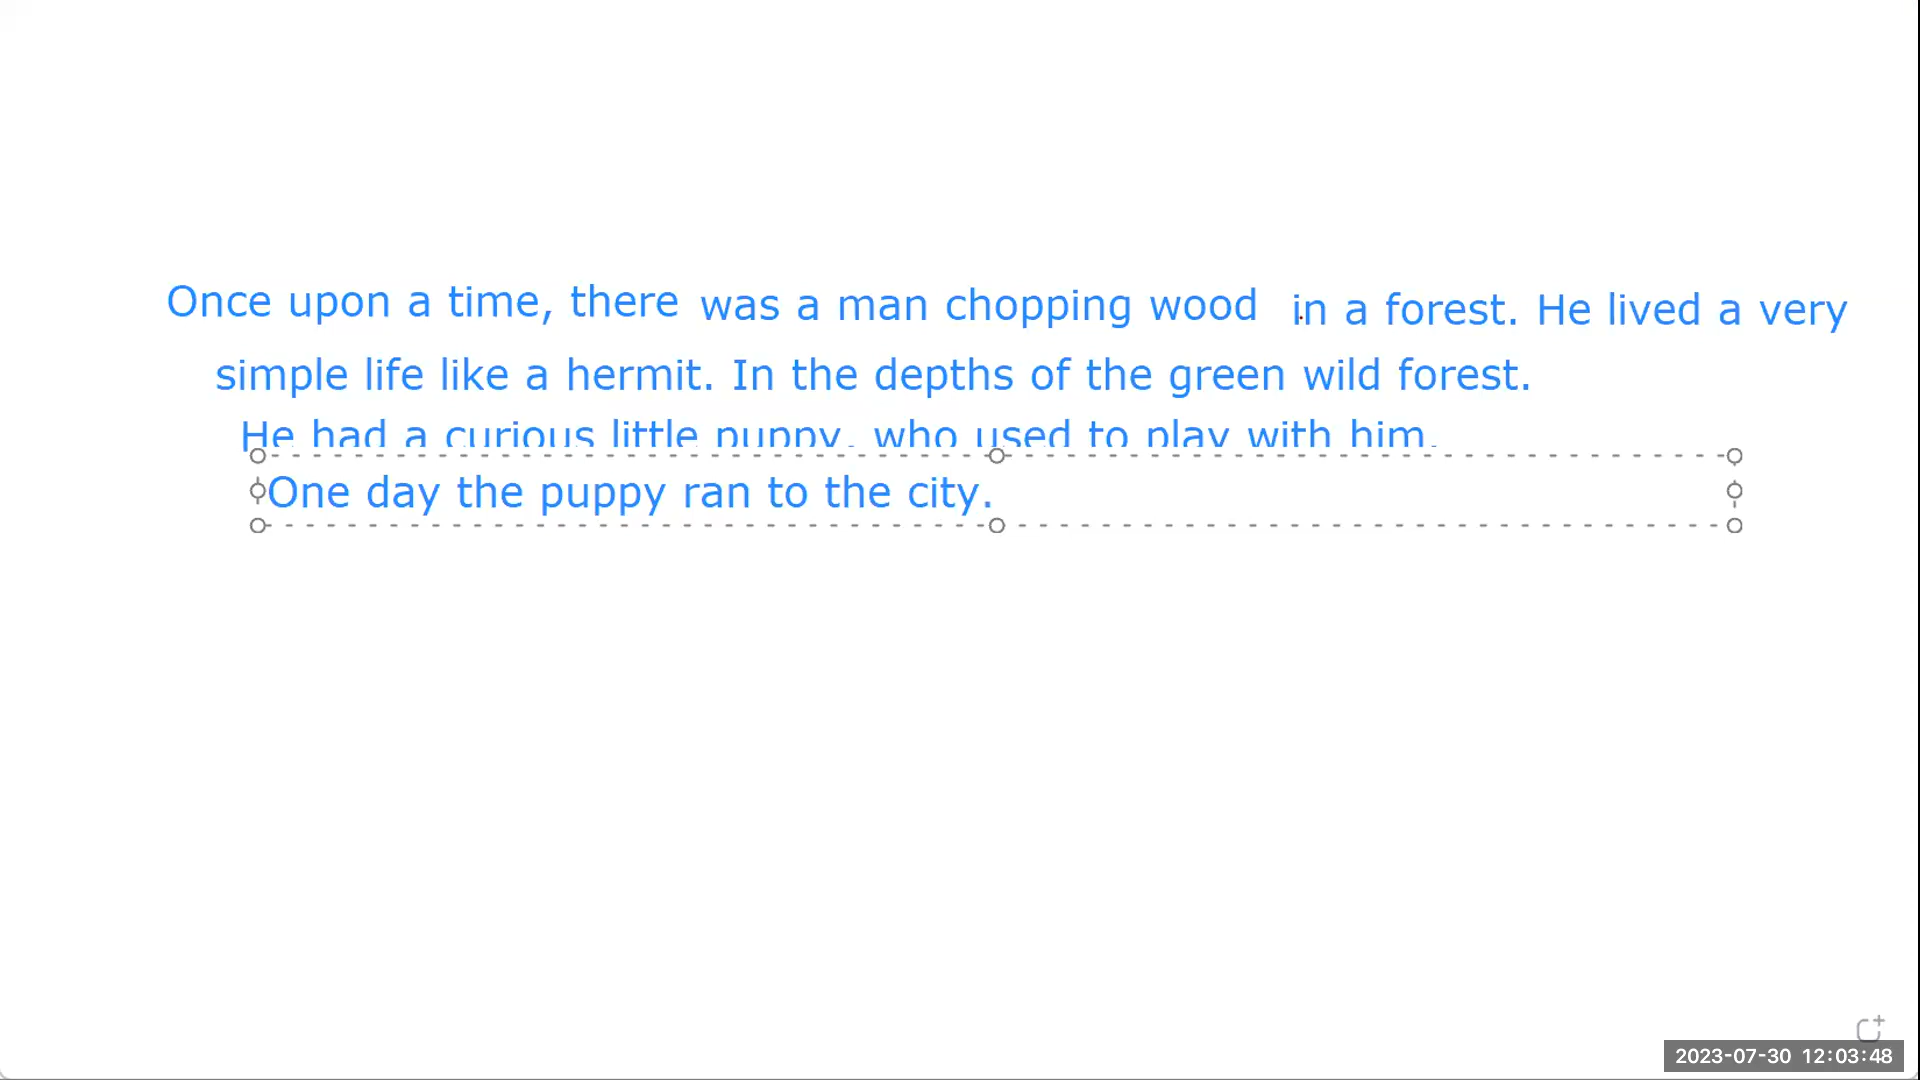 Once upon a time, there was a man chopping wood in a forest. He lived a very
simple life like a hermit. In the depths of the green wild forest.
He had a curious little puppy, who used to play with him.
One day the puppy ran to the city.
2023-07-30 12:03:48